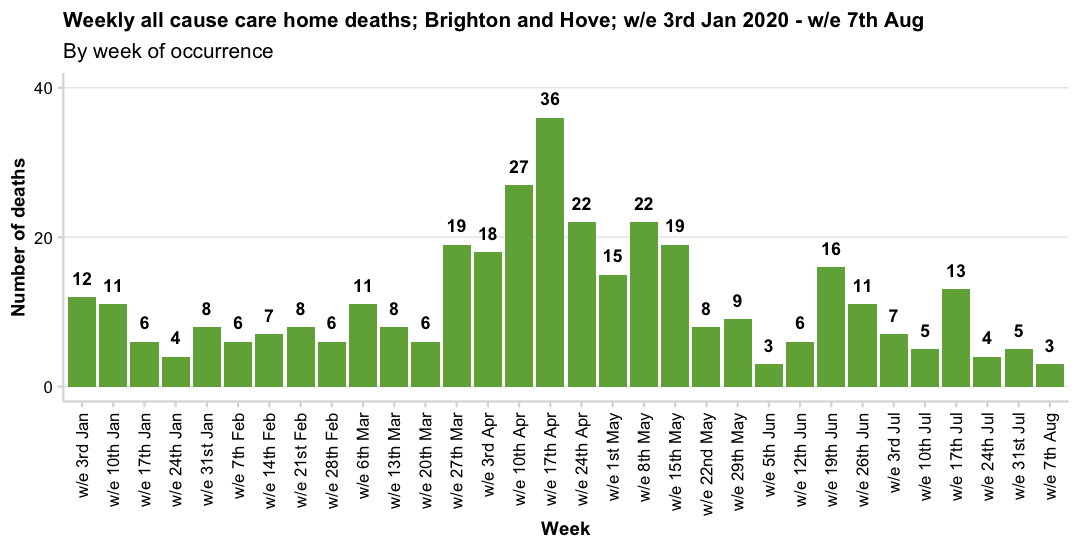 Weekly all cause care home deaths; Brighton and Hove; w/e 3rd Jan 2020 - w/e 7th Aug
By week of occurrence
Number of deaths
40
20
0
12
11
6
4
8
6
7
8
6
11
8
6
19
18
27
36
22
15
22
19
8
9
3
6
16
11
7
5
13
4
5
3
w/e 3rd Jan
w/e 10th Jan
w/e 17th Jan
w/e 24th Jan
w/e 31st Jan
w/e 7th Feb
w/e 14th Feb
w/e 21st Feb
w/e 28th Feb
w/e 6th Mar
w/e 13th Mar
w/e 20th Mar
w/e 27th Mar
w/e 3rd Apr
w/e 10th Apr
w/e 17th Apr
w/e 24th Apr
w/e 1st May
w/e 8th May
w/e 15th May
w/e 22nd May
w/e 29th May
w/e 5th Jun
w/e 12th Jun
w/e 19th Jun
w/e 26th Jun
w/e 3rd Jul
w/e 10th Jul
w/e 17th Jul
w/e 24th Jul
w/e 31st Jul
w/e 7th Aug
Week